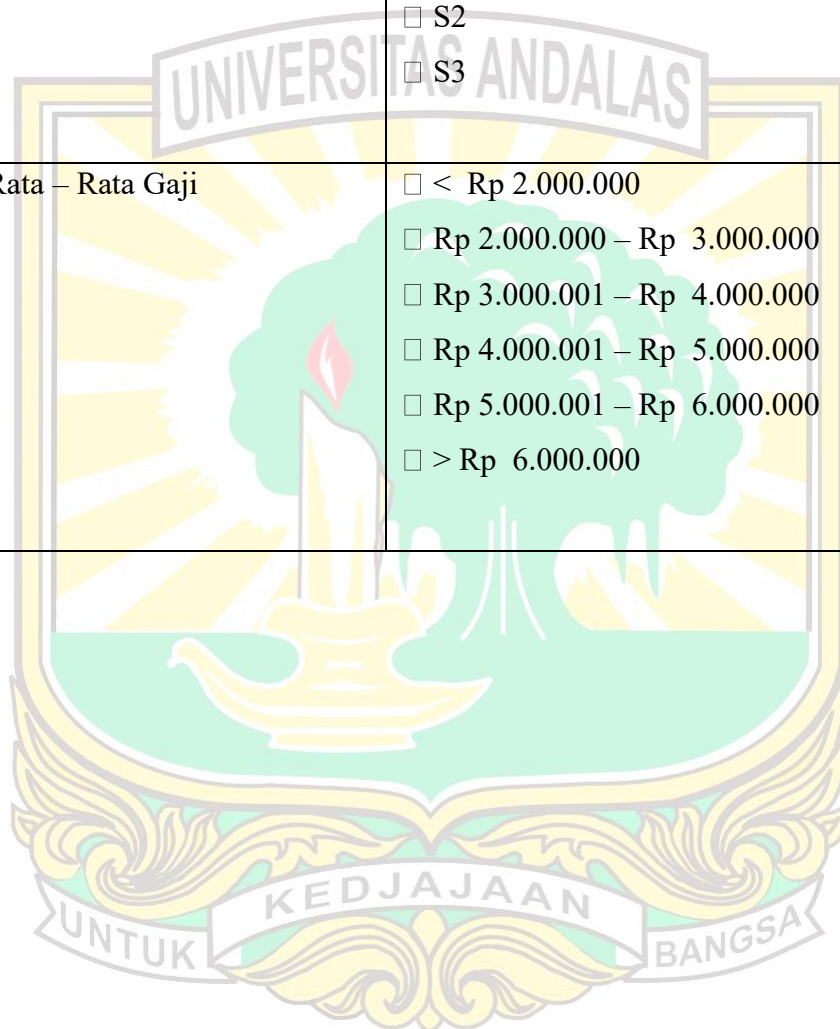 □ S2
□ S3
UNIVERSITAS ANDALAS
Rata – Rata Gaji
□ < Rp 2.000.000
□ Rp 2.000.000 – Rp 3.000.000
□ Rp 3.000.001 – Rp 4.000.000
□ Rp 4.000.001 – Rp 5.000.000
□ Rp 5.000.001 – Rp 6.000.000
□ > Rp 6.000.000
UNTUK KEDJAJAAN BANGSA